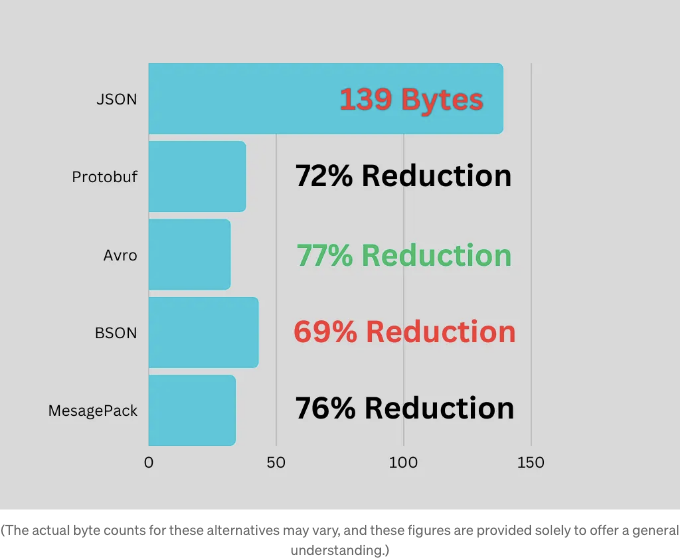 JSON
139 Bytes
Protobuf
72% Reduction
Avro
77% Reduction
BSON
69% Reduction
MesagePack
76% Reduction
0 50 100 150
(The actual byte counts for these alternatives may vary, and these figures are provided solely to offer a general
understanding.)